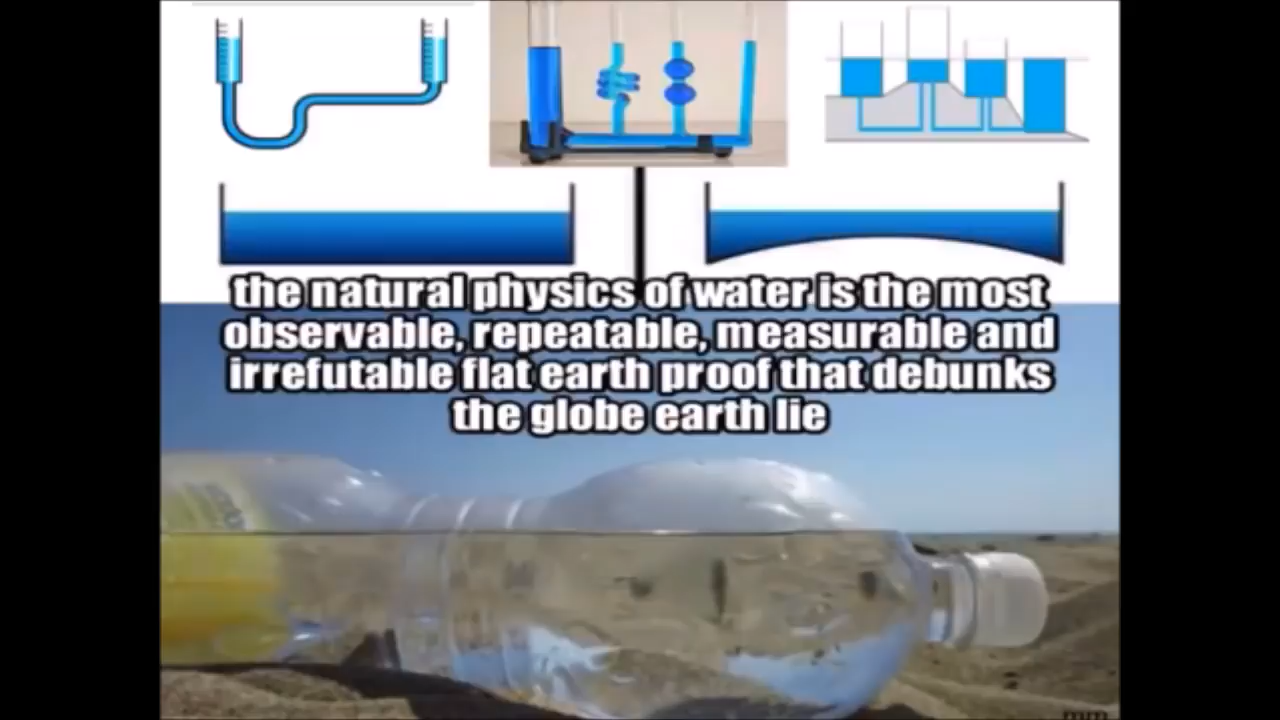 the natural physics of water is the most
observable, repeatable, measurable and
irrefutable flat earth proof that debunks
the globe earth lie
mm